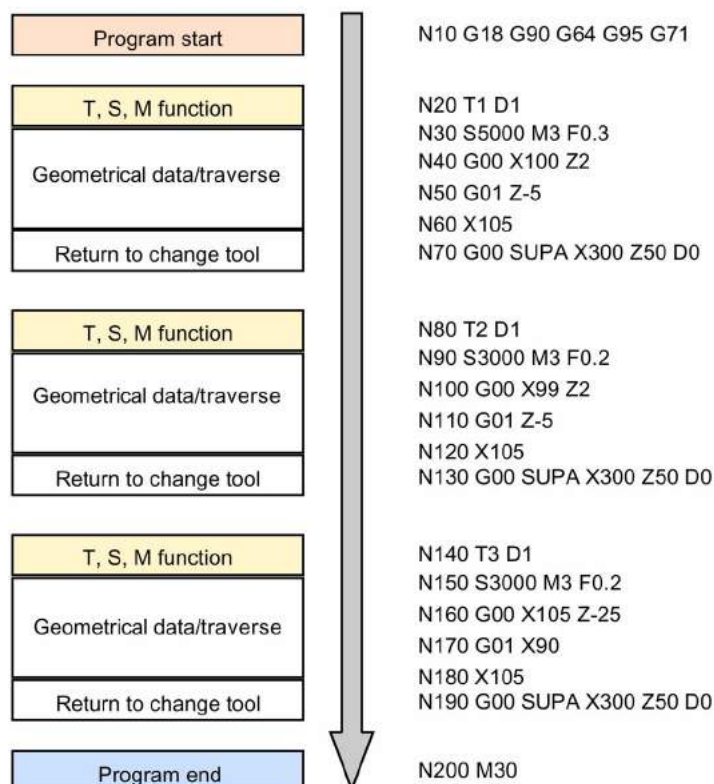 Program start
N10 G18 G90 G64 G95 G71
T, S, M function
N20 T1 D1
N30 S5000 M3 F0.3
Geometrical data/traverse
N40 G00 X100 Z2
N50 G01 Z-5
N60 X105
Return to change tool
N70 G00 SUPA X300 Z50 D0
T, S, M function
N80 T2 D1
N90 S3000 M3 F0.2
Geometrical data/traverse
N100 G00 X99 Z2
N110 G01 Z-5
N120 X105
Return to change tool
N130 G00 SUPA X300 Z50 D0
T, S, M function
N140 T3 D1
N150 S3000 M3 F0.2
Geometrical data/traverse
N160 G00 X105 Z-25
N170 G01 X90
N180 X105
Return to change tool
N190 G00 SUPA X300 Z50 D0
Program end
N200 M30